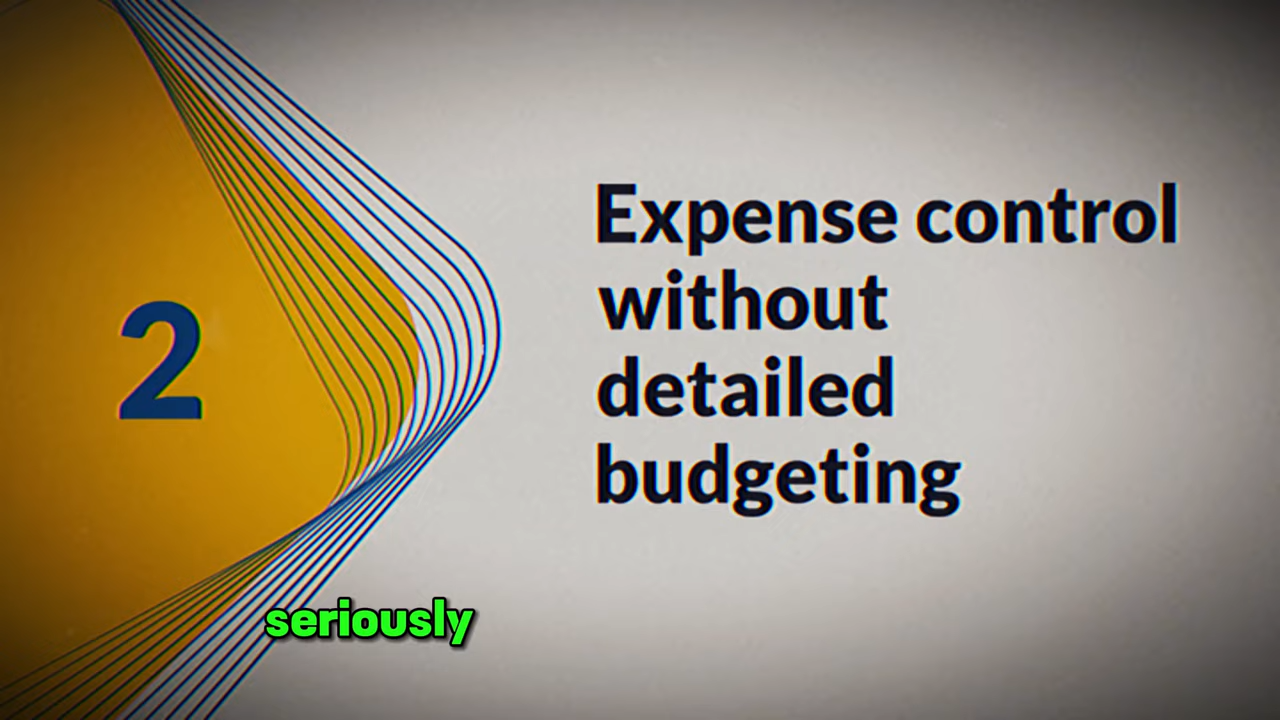 2
Expense control
without
detailed
budgeting
seriously